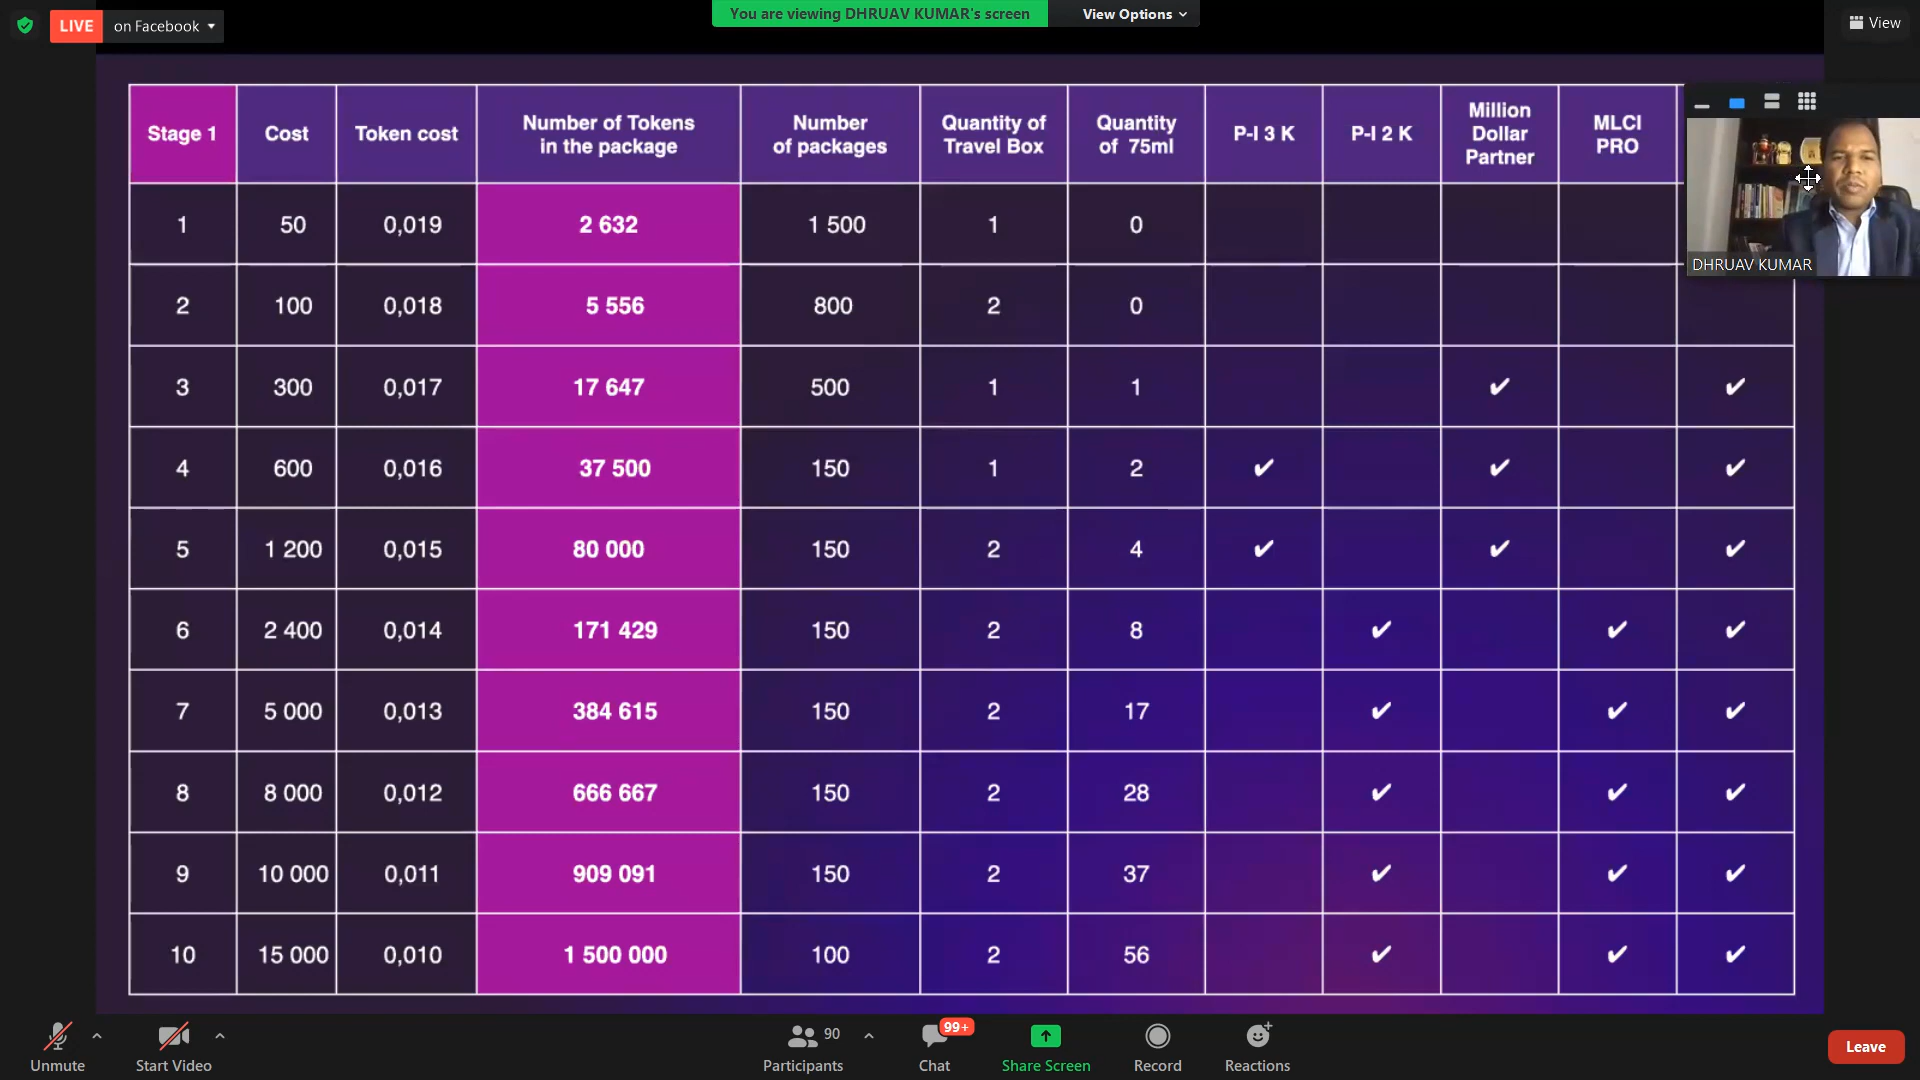 LIVE on Facebook
You are viewing DHRUAV KUMAR's screen View Options
View
Stage 1 Cost Token cost Number of Tokens in the package Number of packages Quantity of Travel Box Quantity of 75ml P-I 3 K P-I 2 K Million Dollar Partner MLCI PRO
1 50 0,019 2 632 1 500 1 0
DHRUAV KUMAR
2 100 0,018 5 556 800 2 0
3 300 0,017 17 647 500 1 1 ✔ ✔
4 600 0,016 37 500 150 1 2 ✔ ✔ ✔
5 1 200 0,015 80 000 150 2 4 ✔ ✔ ✔
6 2 400 0,014 171 429 150 2 8 ✔ ✔ ✔
7 5 000 0,013 384 615 150 2 17 ✔ ✔ ✔
8 8 000 0,012 666 667 150 2 28 ✔ ✔ ✔
9 10 000 0,011 909 091 150 2 37 ✔ ✔ ✔
10 15 000 0,010 1 500 000 100 2 56 ✔ ✔ ✔
90 99+
Unmute Start Video Participants Chat Share Screen Record Reactions Leave